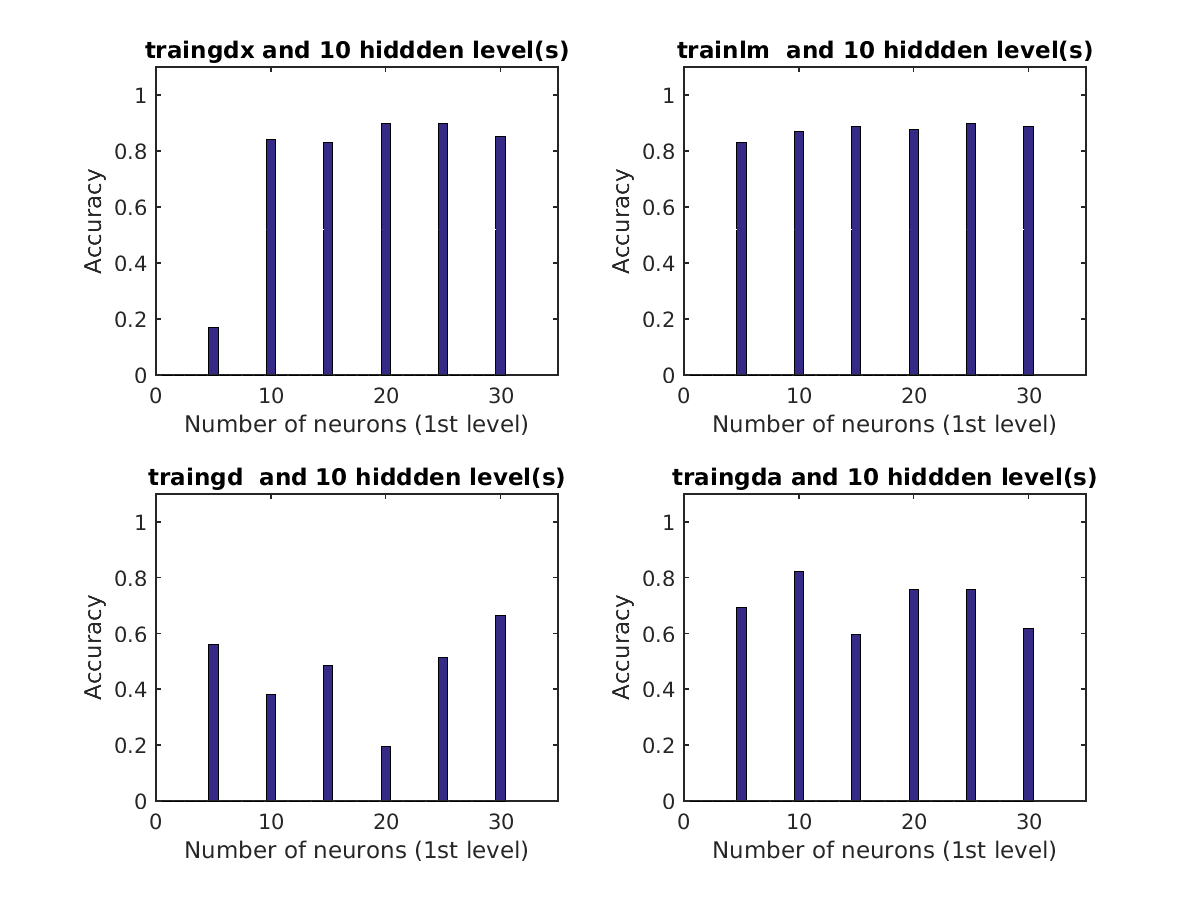 traingdx and 10 hiddden level(s)
1
0.8
0.6
0.4
0.2
0
Accuracy
0 10 20 30
Number of neurons (1st level)
trainlm  and 10 hiddden level(s)
1
0.8
0.6
0.4
0.2
0
Accuracy
0 10 20 30
Number of neurons (1st level)
traingd  and 10 hiddden level(s)
1
0.8
0.6
0.4
0.2
0
Accuracy
0 10 20 30
Number of neurons (1st level)
traingda and 10 hiddden level(s)
1
0.8
0.6
0.4
0.2
0
Accuracy
0 10 20 30
Number of neurons (1st level)